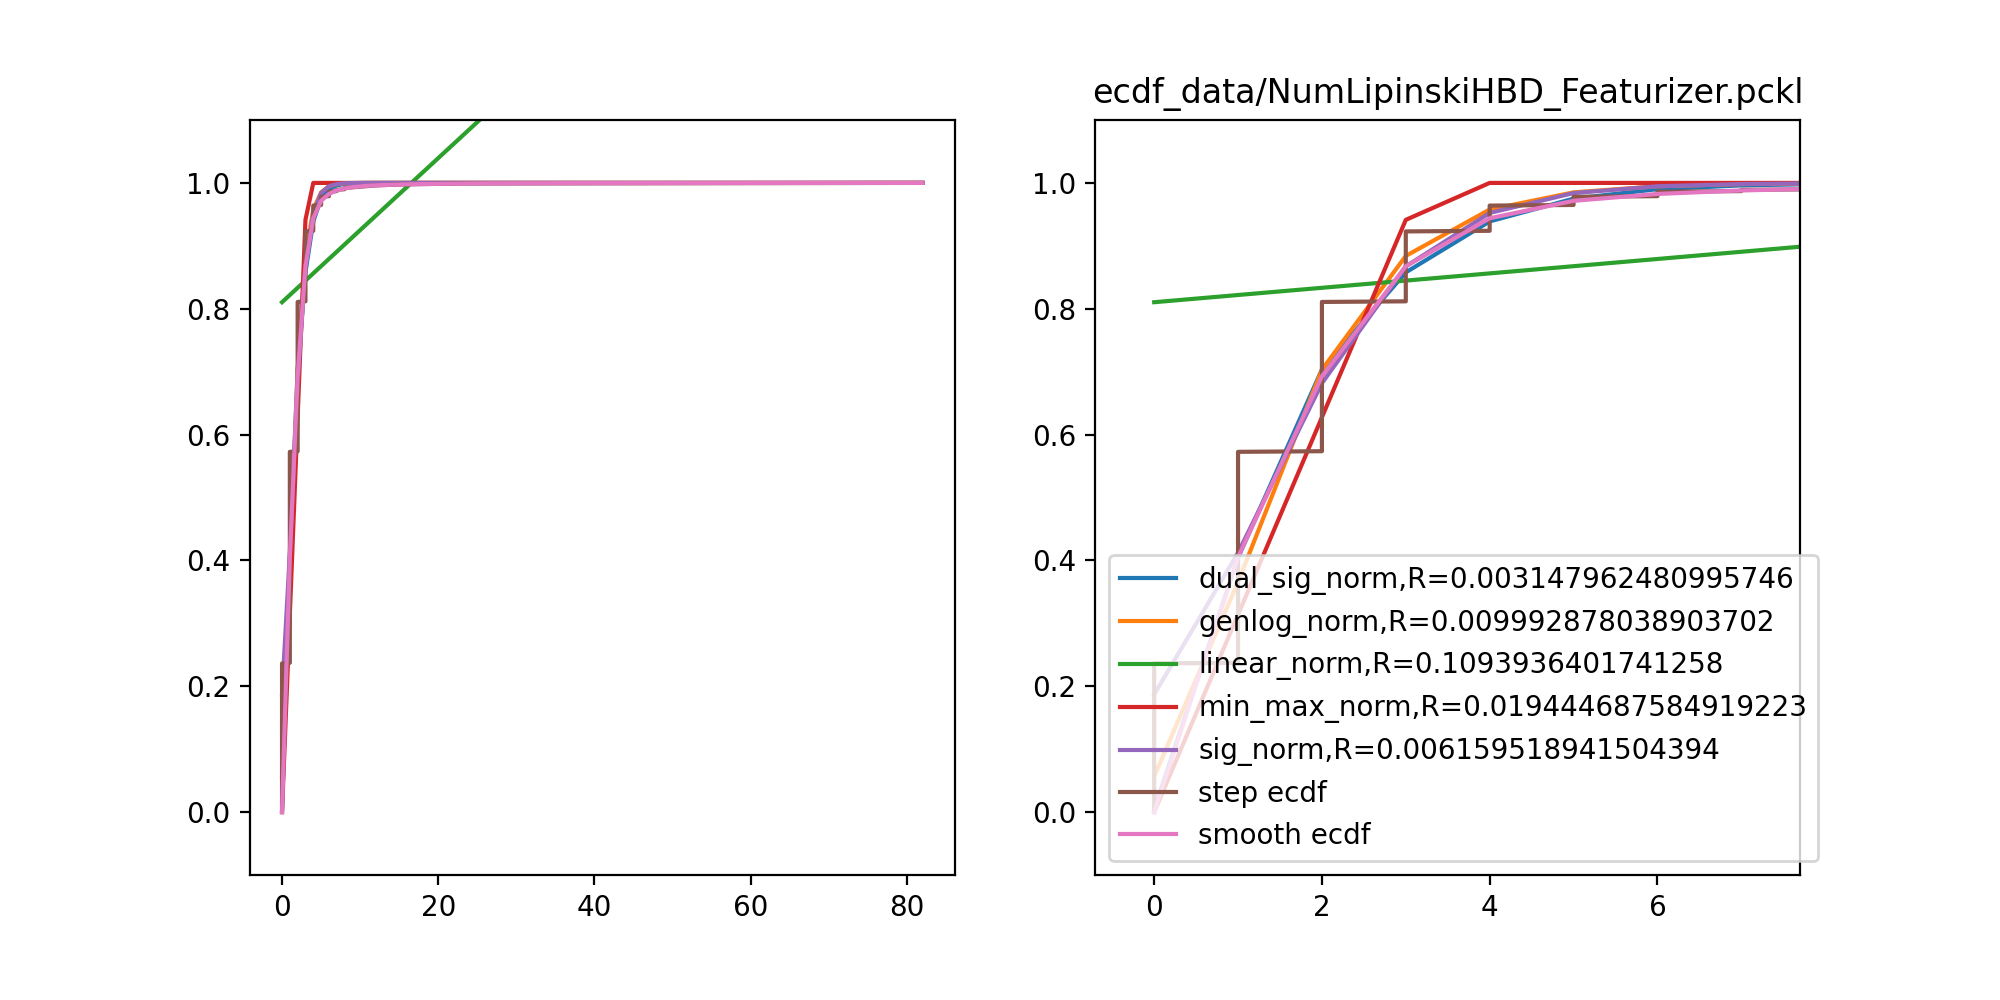 ecdf_data/NumLipinskiHBD_Featurizer.pckl
1.0
0.8
0.6
0.4
0.2
0.0
0 20 40 60 80
1.0
0.8
0.6
0.4
0.2
0.0
dual_sig_norm,R=0.003147962480995746
genlog_norm,R=0.009992878038903702
linear_norm,R=0.1093936401741258
min_max_norm,R=0.019444687584919223
sig_norm,R=0.006159518941504394
step ecdf
smooth ecdf
0 2 4 6